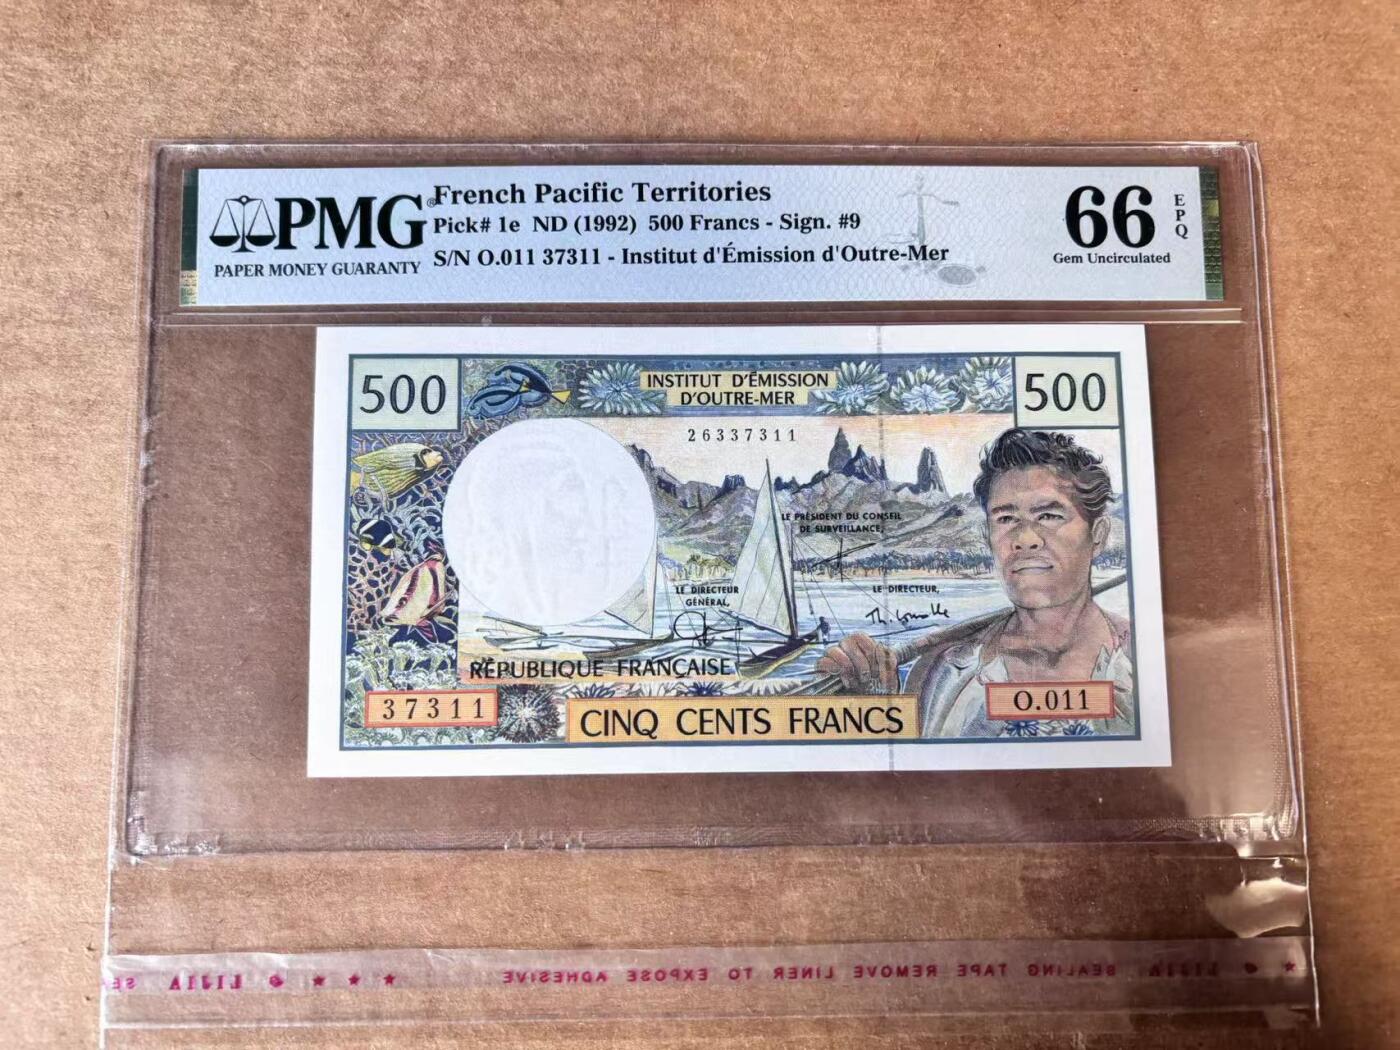 PMG®
PAPER MONEY GUARANTY
French Pacific Territories
Pick# 1e ND (1992) 500 Francs - Sign. #9
S/N O.011 37311 - Institut d'Émission d'Outre-Mer
66
EPQ
Gem Uncirculated
500
INSTITUT D'ÉMISSION
D'OUTRE-MER
500
26337311
LE PRÉSIDENT DU CONSEIL
DE SURVEILLANCE,
LE DIRECTEUR
GÉNÉRAL,
LE DIRECTEUR,
RÉPUBLIQUE FRANÇAISE
37311
CINQ CENTS FRANCS
O.011
SEALING TAPE REMOVE LINER TO EXPOSE ADHESIVE